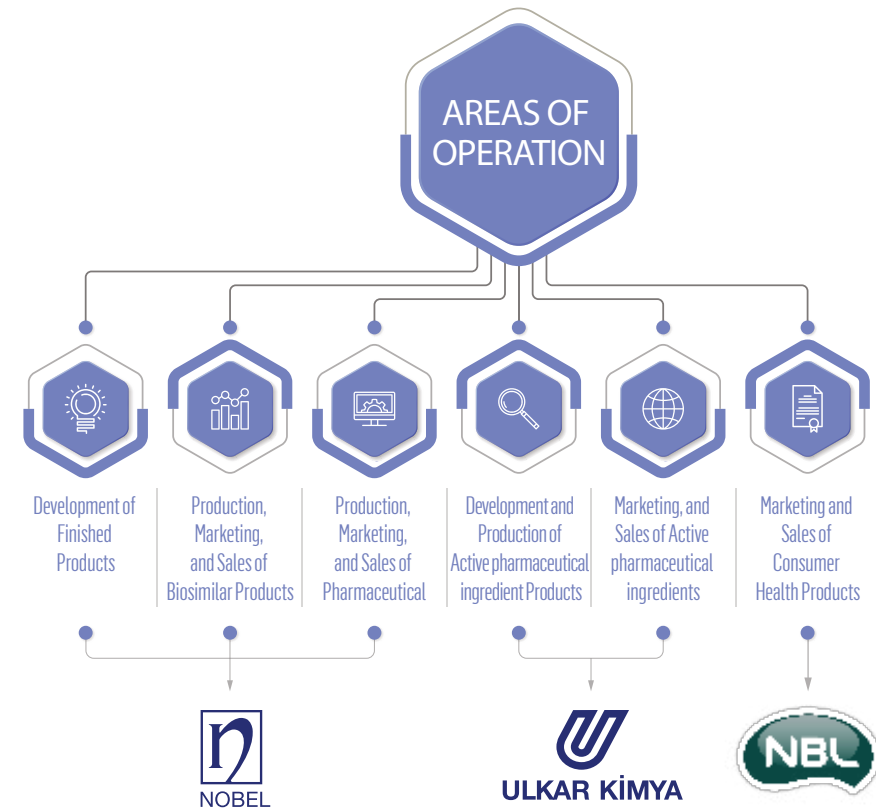 AREAS OF
OPERATION
Development of
Finished
Products
Production,
Marketing,
and Sales of
Biosimilar Products
Production,
Marketing,
and Sales of
Pharmaceutical
Development and
Production of
Active pharmaceutical
ingredient Products
Marketing, and
Sales of Active
pharmaceutical
ingredients
Marketing and
Sales of
Consumer
Health Products
n
NOBEL
ULKAR KİMYA
NBL